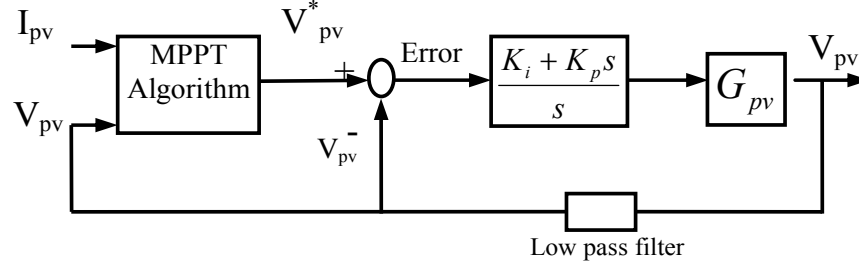 I_pv
MPPT
Algorithm
V*_pv
+
Error
K_i + K_p s
s
G_pv
V_pv
V_pv
V_pv
-
Low pass filter